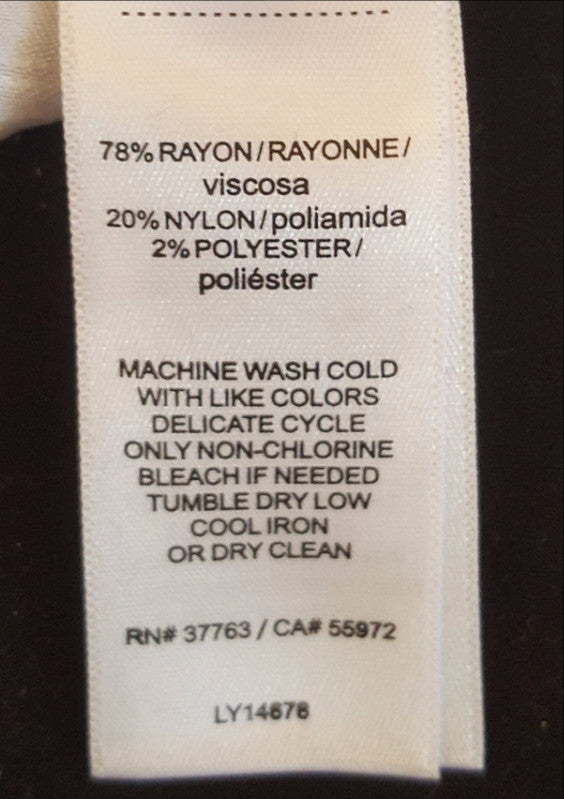 78% RAYON/RAYONNE/
viscosa
20% NYLON/poliamida
2% POLYESTER/
poliéster
MACHINE WASH COLD
WITH LIKE COLORS
DELICATE CYCLE
ONLY NON-CHLORINE
BLEACH IF NEEDED
TUMBLE DRY LOW
COOL IRON
OR DRY CLEAN
RN# 37763 / CA# 55972
LY14678